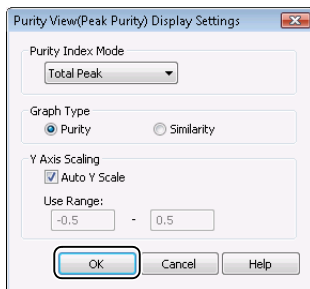 Purity View(Peak Purity) Display Settings
Purity Index Mode
Total Peak
Graph Type
Purity Similarity
Y Axis Scaling
Auto Y Scale
Use Range:
-0.5 - 0.5
OK Cancel Help